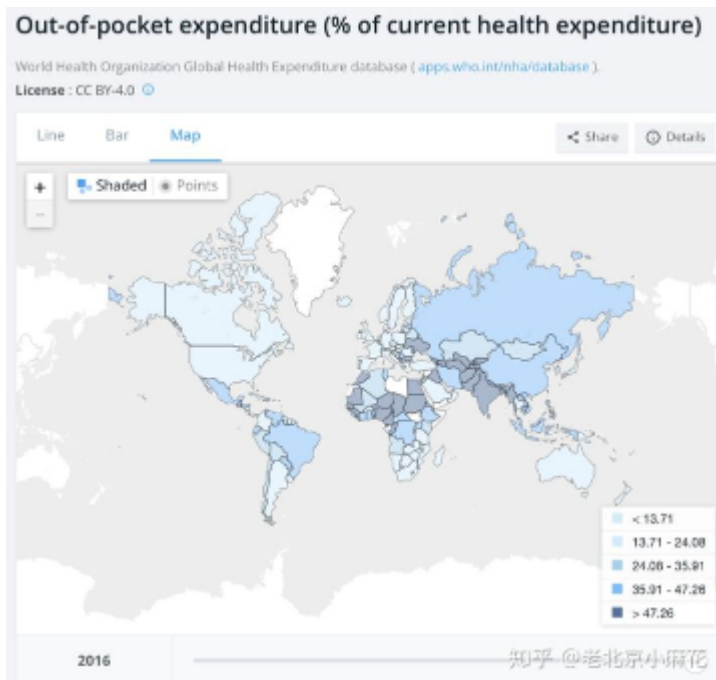 Out-of-pocket expenditure (% of current health expenditure)
World Health Organization Global Health Expenditure database ( apps.who.int/nha/database ).
License : CC BY-4.0
Line Bar Map Share Details
+ Shaded Points
−
< 13.71
13.71 - 24.08
24.08 - 35.91
35.91 - 47.26
> 47.26
2016 知乎 @老北京小麻花